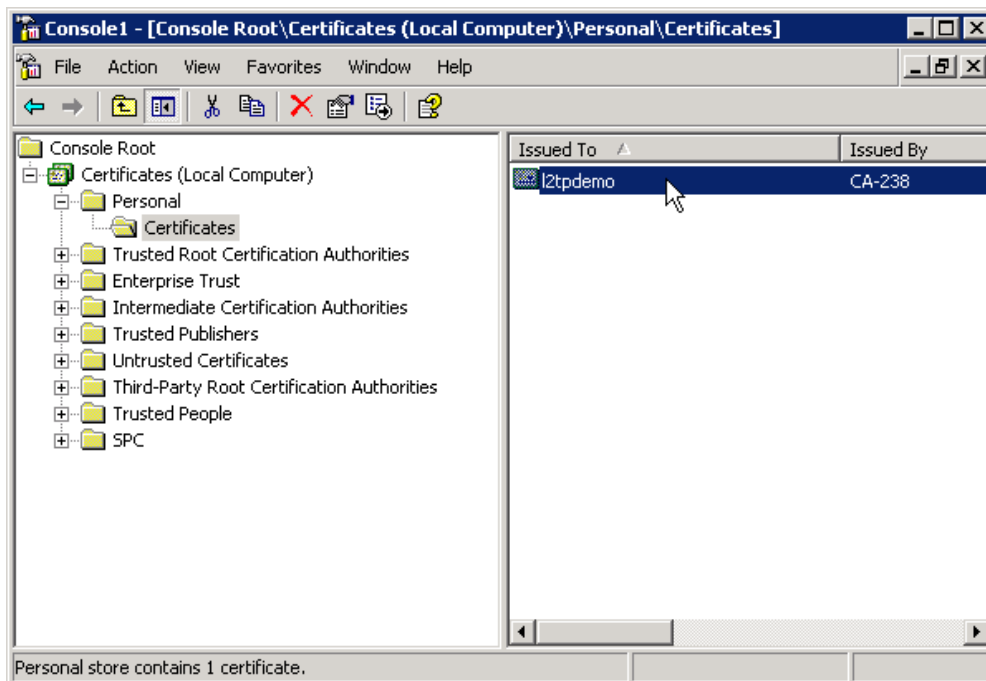 Console1 - [Console Root\Certificates (Local Computer)\Personal\Certificates]
File Action View Favorites Window Help
Console Root
Certificates (Local Computer)
Personal
Certificates
Trusted Root Certification Authorities
Enterprise Trust
Intermediate Certification Authorities
Trusted Publishers
Untrusted Certificates
Third-Party Root Certification Authorities
Trusted People
SPC
Issued To Issued By
l2tpdemo CA-238
Personal store contains 1 certificate.